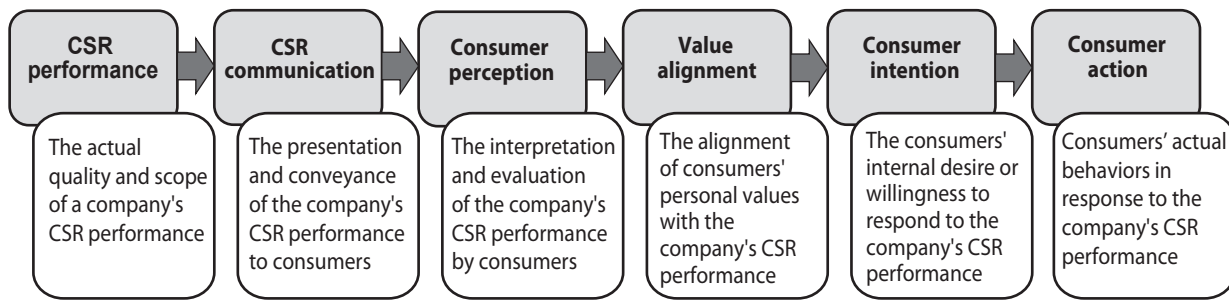 CSR
performance
The actual
quality and scope
of a company's
CSR performance
CSR
communication
The presentation
and conveyance
of the company's
CSR performance
to consumers
Consumer
perception
The interpretation
and evaluation
of the company's
CSR performance
by consumers
Value
alignment
The alignment
of consumers'
personal values
with the
company's CSR
performance
Consumer
intention
The consumers'
internal desire or
willingness to
respond to the
company's CSR
performance
Consumer
action
Consumers’ actual
behaviors in
response to the
company's CSR
performance